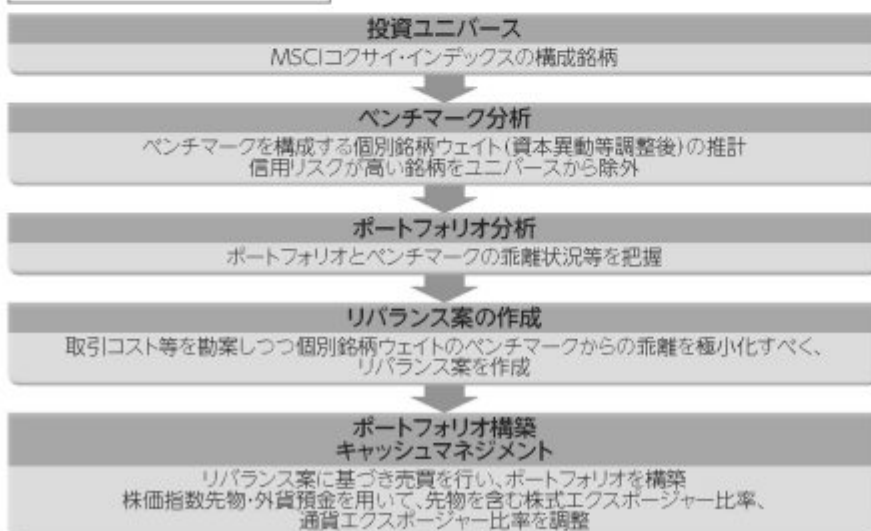 投資ユニバース
MSCIコクサイ・インデックスの構成銘柄
ベンチマーク分析
ベンチマークを構成する個別銘柄ウェイト(資本異動等調整後)の推計
信用リスクが高い銘柄をユニバースから除外
ポートフォリオ分析
ポートフォリオとベンチマークの乖離状況等を把握
リバランス案の作成
取引コスト等を勘案しつつ個別銘柄ウェイトのベンチマークからの乖離を極小化すべく、
リバランス案を作成
ポートフォリオ構築
キャッシュマネジメント
リバランス案に基づき売買を行い、ポートフォリオを構築
株価指数先物・外貨預金を用いて、先物を含む株式エクスポージャー比率、
通貨エクスポージャー比率を調整